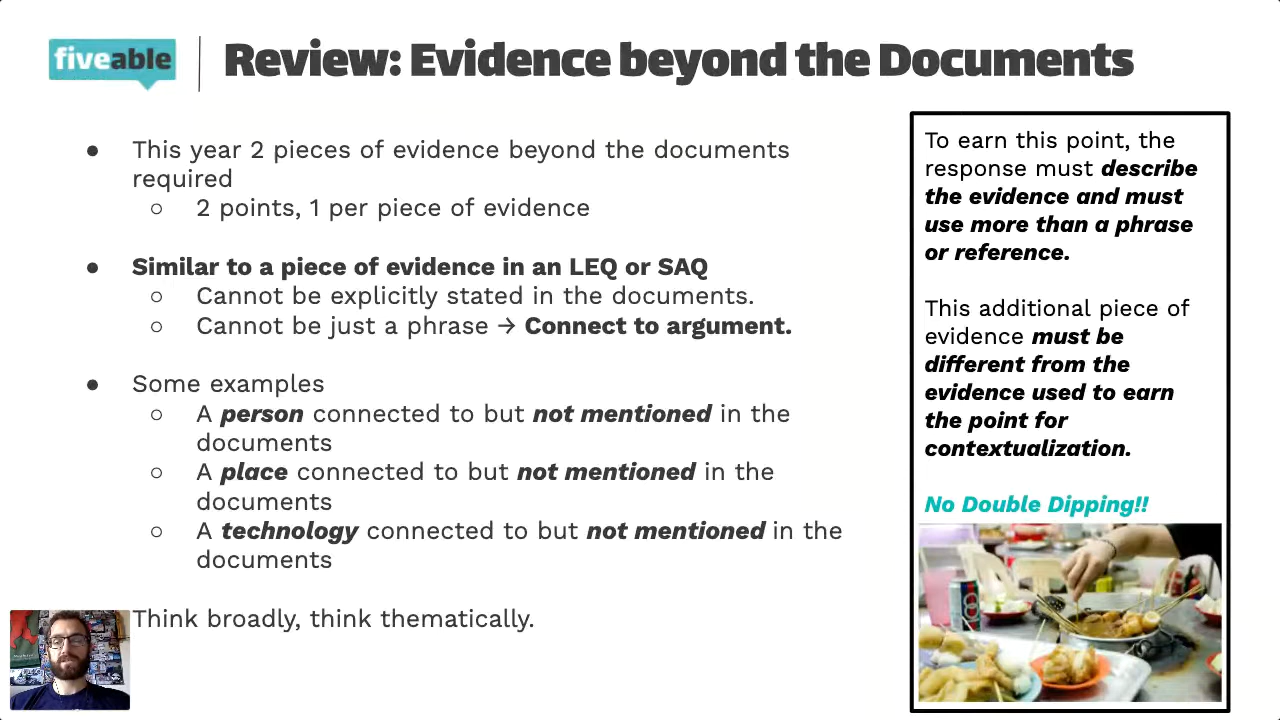 fiveable
Review: Evidence beyond the Documents
● This year 2 pieces of evidence beyond the documents
required
○ 2 points, 1 per piece of evidence
● Similar to a piece of evidence in an LEQ or SAQ
○ Cannot be explicitly stated in the documents.
○ Cannot be just a phrase → Connect to argument.
● Some examples
○ A person connected to but not mentioned in the
documents
○ A place connected to but not mentioned in the
documents
○ A technology connected to but not mentioned in the
documents
Think broadly, think thematically.
To earn this point, the
response must describe
the evidence and must
use more than a phrase
or reference.
This additional piece of
evidence must be
different from the
evidence used to earn
the point for
contextualization.
No Double Dipping!!